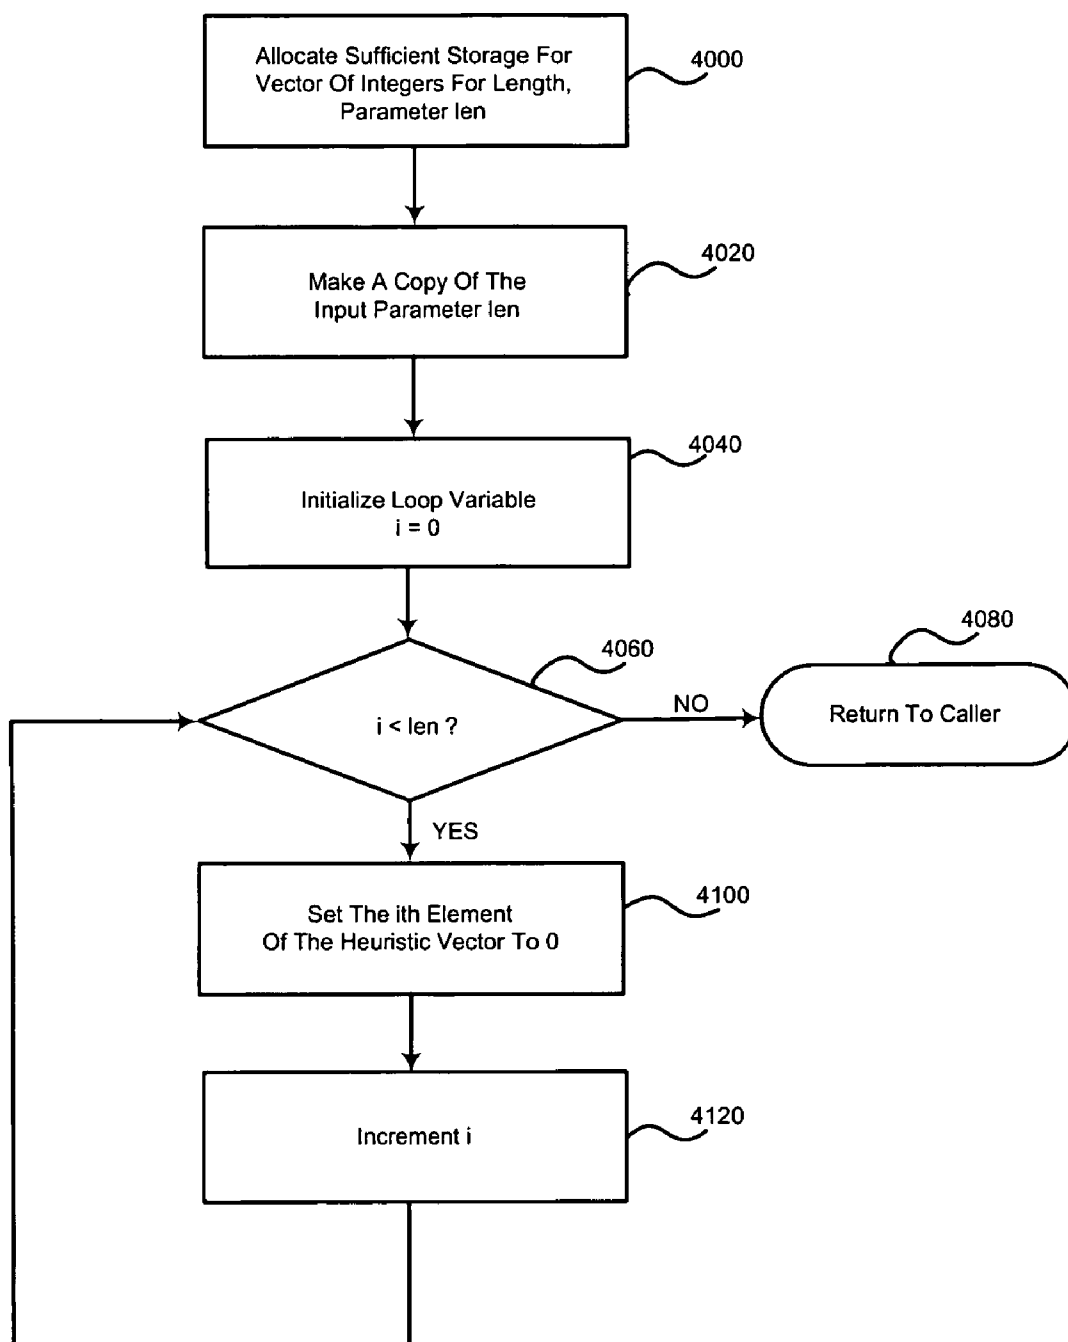 Allocate Sufficient Storage For
Vector Of Integers For Length,
Parameter len
4000
Make A Copy Of The
Input Parameter len
4020
Initialize Loop Variable
i = 0
4040
i < len ?
4060
NO
Return To Caller
4080
YES
Set The ith Element
Of The Heuristic Vector To 0
4100
Increment i
4120